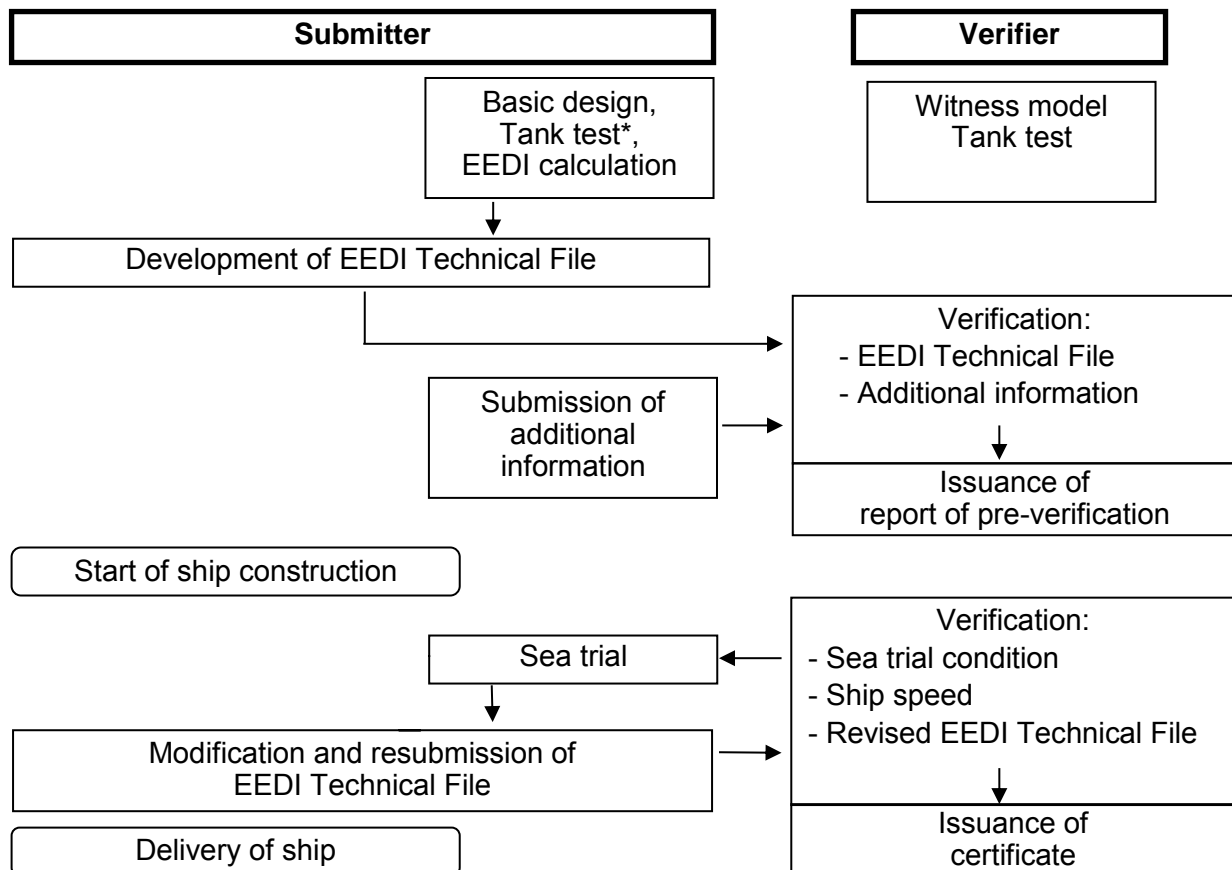 Submitter
Verifier
Basic design,
Tank test*,
EEDI calculation
Witness model
Tank test
Development of EEDI Technical File
Verification:
- EEDI Technical File
- Additional information
Submission of
additional
information
Issuance of
report of pre-verification
Start of ship construction
Verification:
- Sea trial condition
- Ship speed
- Revised EEDI Technical File
Sea trial
Modification and resubmission of
EEDI Technical File
Issuance of
certificate
Delivery of ship